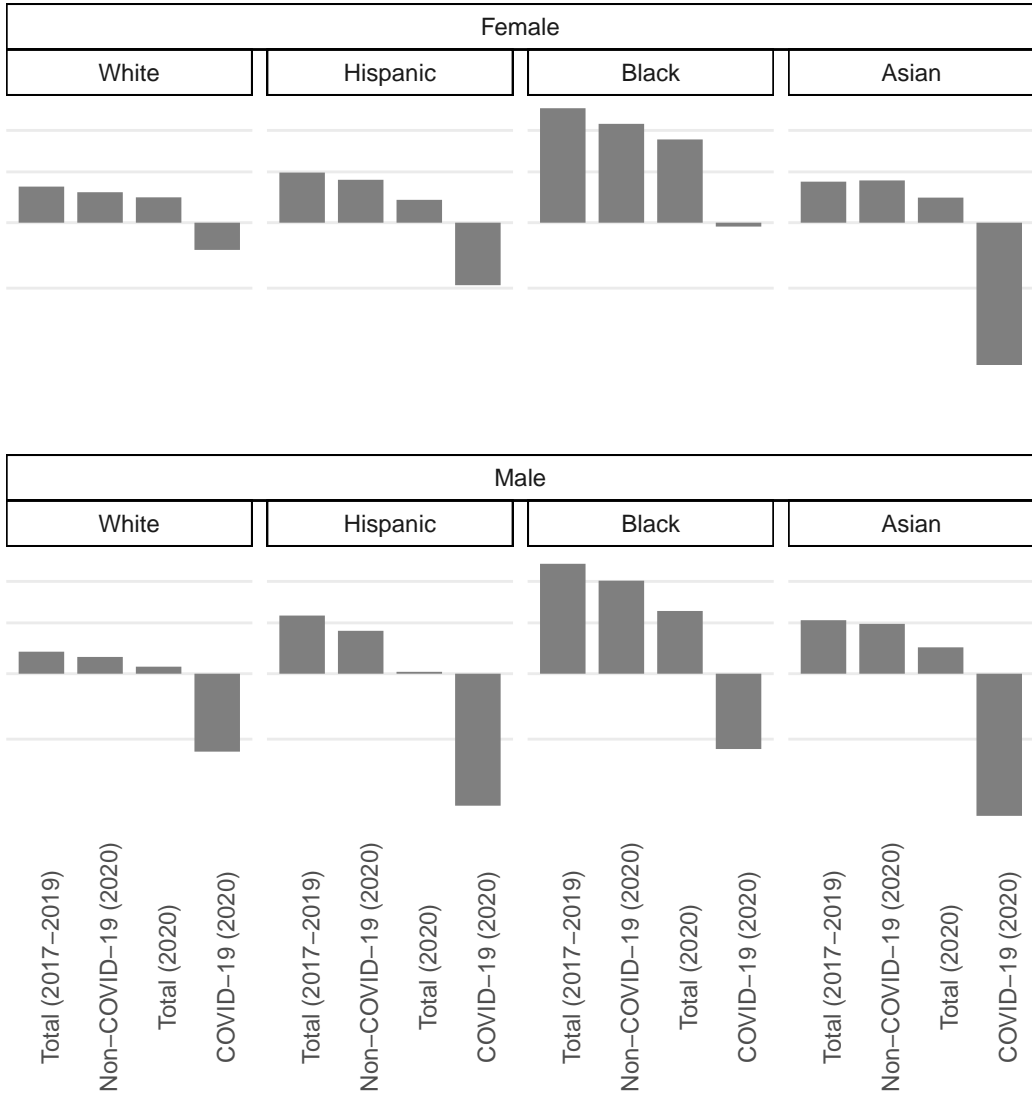 Female
White Hispanic Black Asian
Male
White Hispanic Black Asian
Total (2017−2019)
Non−COVID−19 (2020)
Total (2020)
COVID−19 (2020)
Total (2017−2019)
Non−COVID−19 (2020)
Total (2020)
COVID−19 (2020)
Total (2017−2019)
Non−COVID−19 (2020)
Total (2020)
COVID−19 (2020)
Total (2017−2019)
Non−COVID−19 (2020)
Total (2020)
COVID−19 (2020)